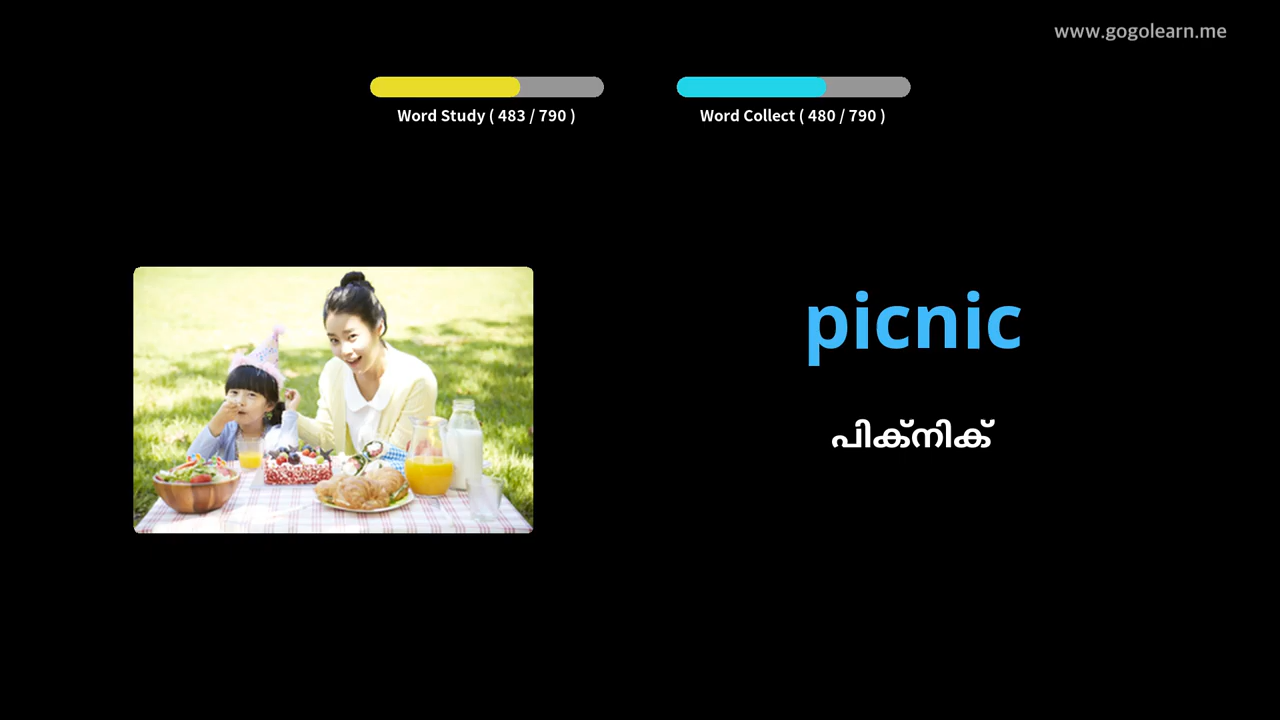 www.gogolearn.me
Word Study ( 483 / 790 )
Word Collect ( 480 / 790 )
picnic
പിക്നിക്